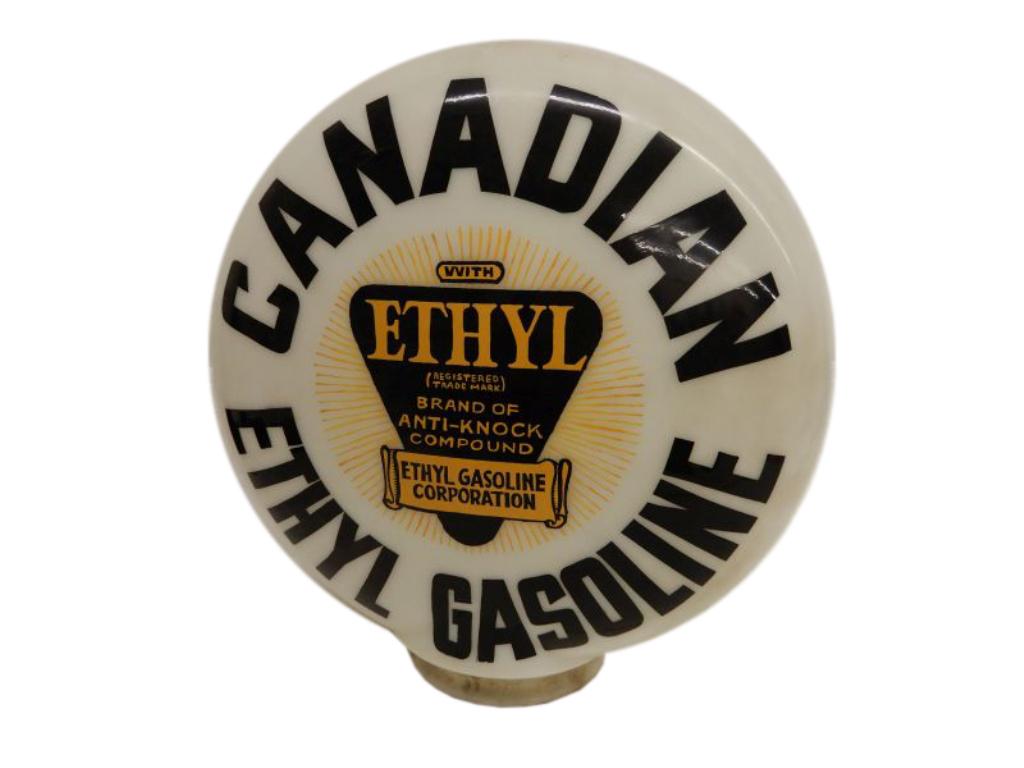 CANADIAN
WITH
ETHYL
(REGISTERED
TRADE MARK)
BRAND OF
ANTI-KNOCK
COMPOUND
ETHYL GASOLINE
CORPORATION
ETHYL GASOLINE